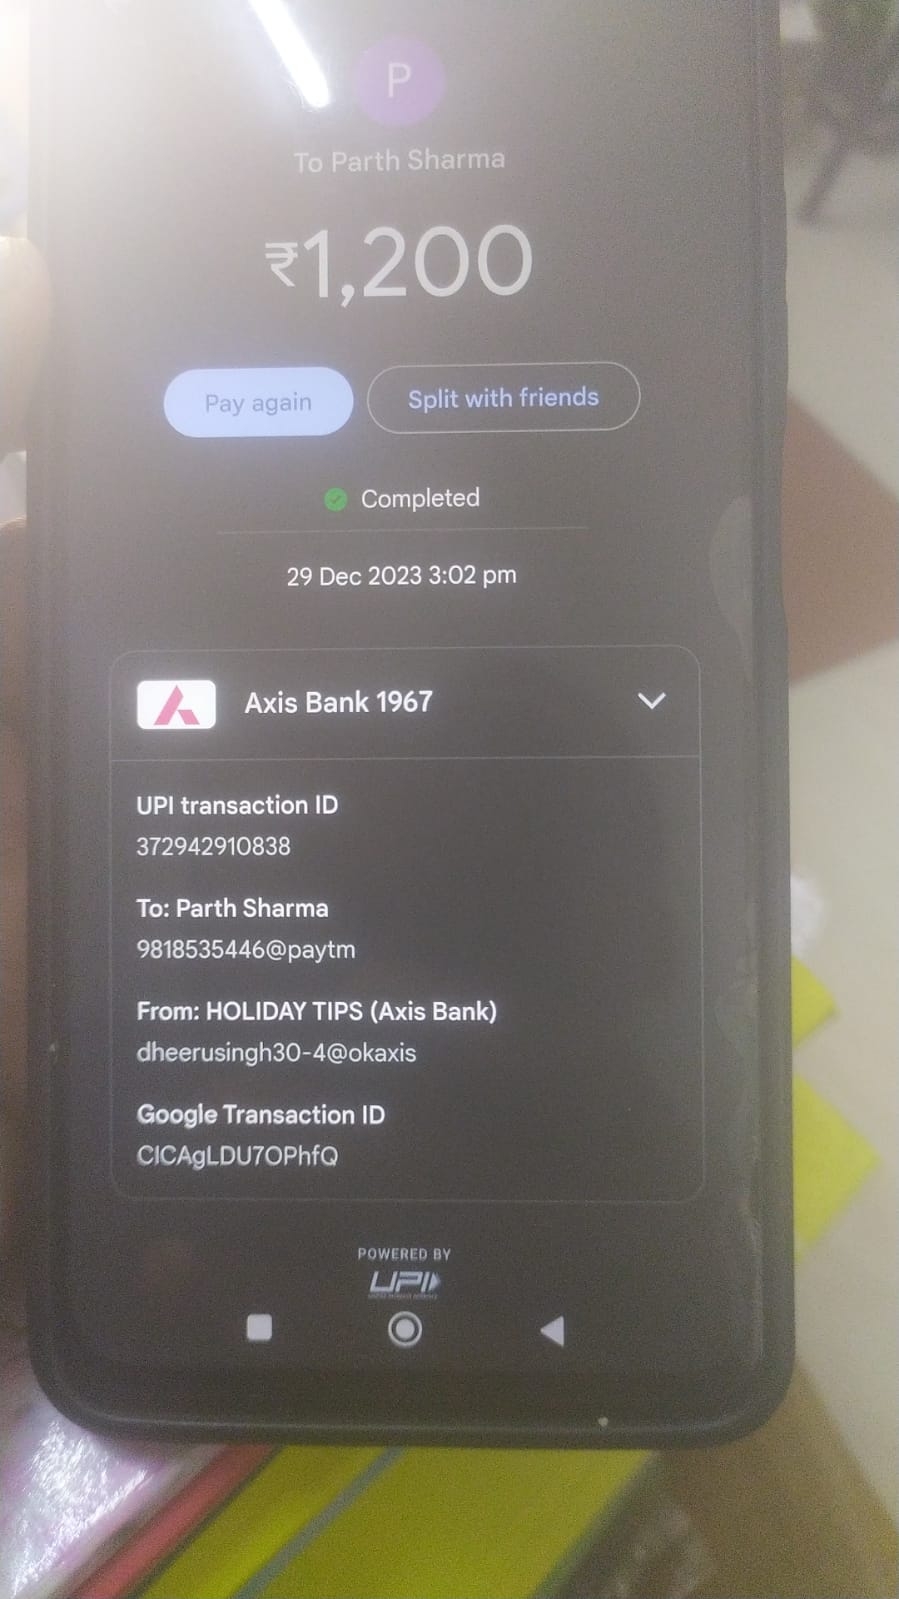 P
To Parth Sharma
₹1,200
Pay again
Split with friends
Completed
29 Dec 2023 3:02 pm
Axis Bank 1967
UPI transaction ID
372942910838
To: Parth Sharma
9818535446@paytm
From: HOLIDAY TIPS (Axis Bank)
dheerusingh30-4@okaxis
Google Transaction ID
CICAgLDU7OPhfQ
POWERED BY
UPI